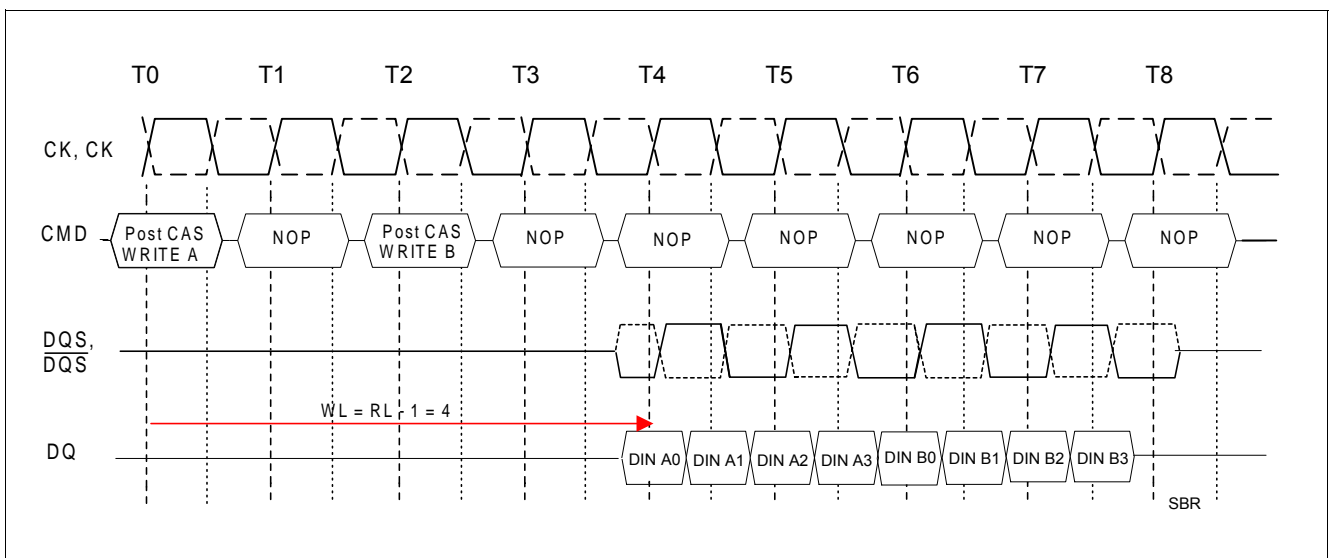 T0 T1 T2 T3 T4 T5 T6 T7 T8
CK, CK
CMD
Post CAS
WRITE A
NOP
Post CAS
WRITE B
NOP
NOP
NOP
NOP
NOP
NOP
DQS,
DQS
WL = RL - 1 = 4
DQ
DIN A0 DIN A1 DIN A2 DIN A3 DIN B0 DIN B1 DIN B2 DIN B3
SBR